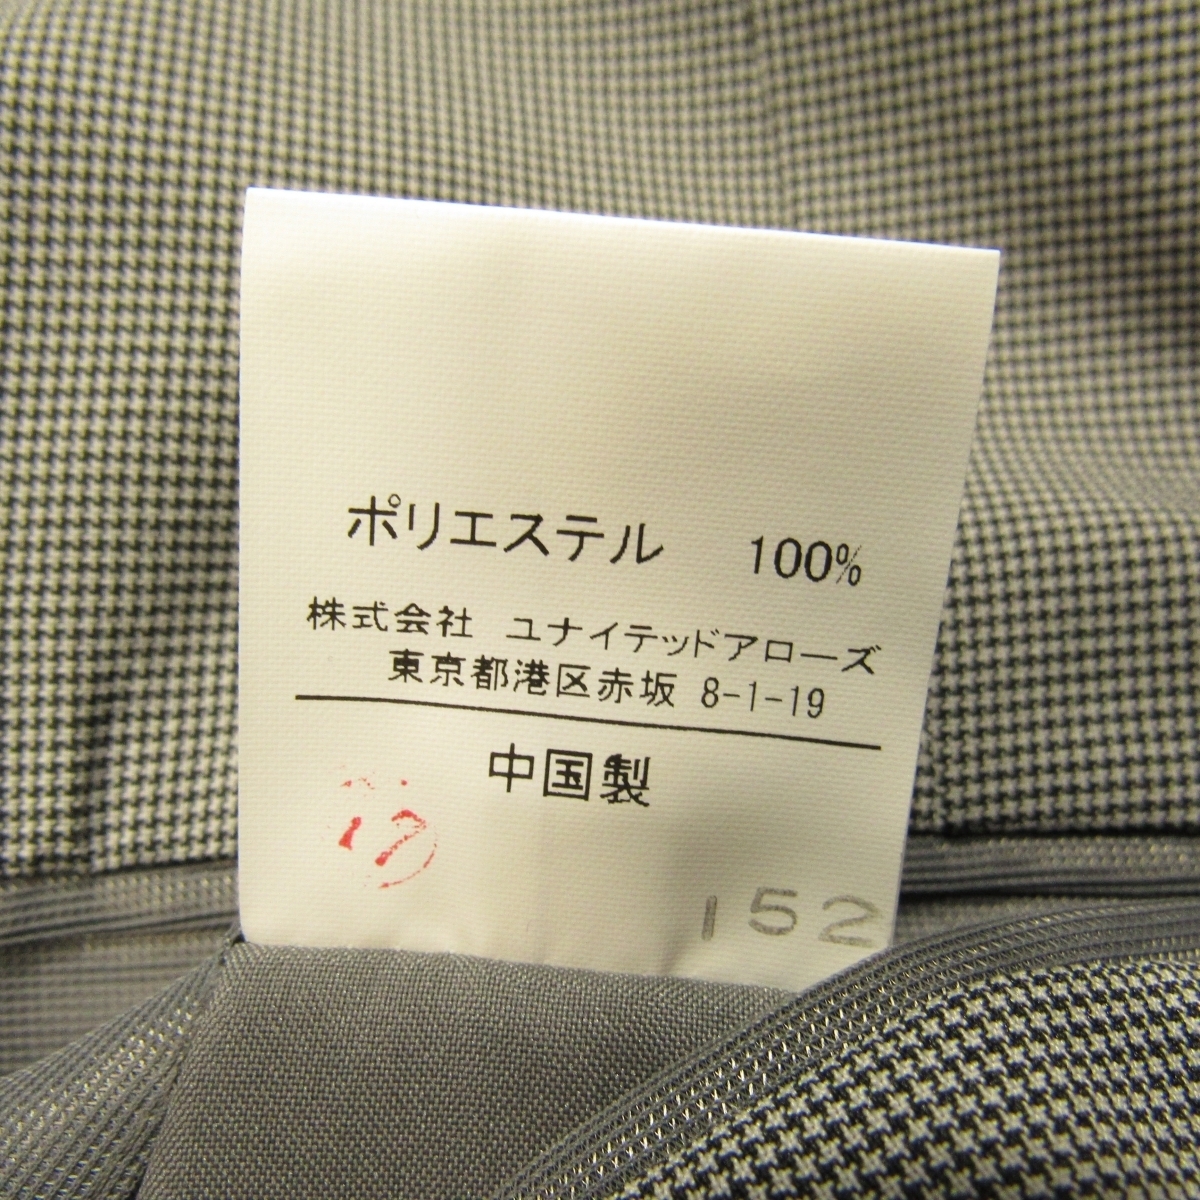 ポリエステル 100%
株式会社 ユナイテッドアローズ
東京都港区赤坂 8-1-19
中国製
17
152